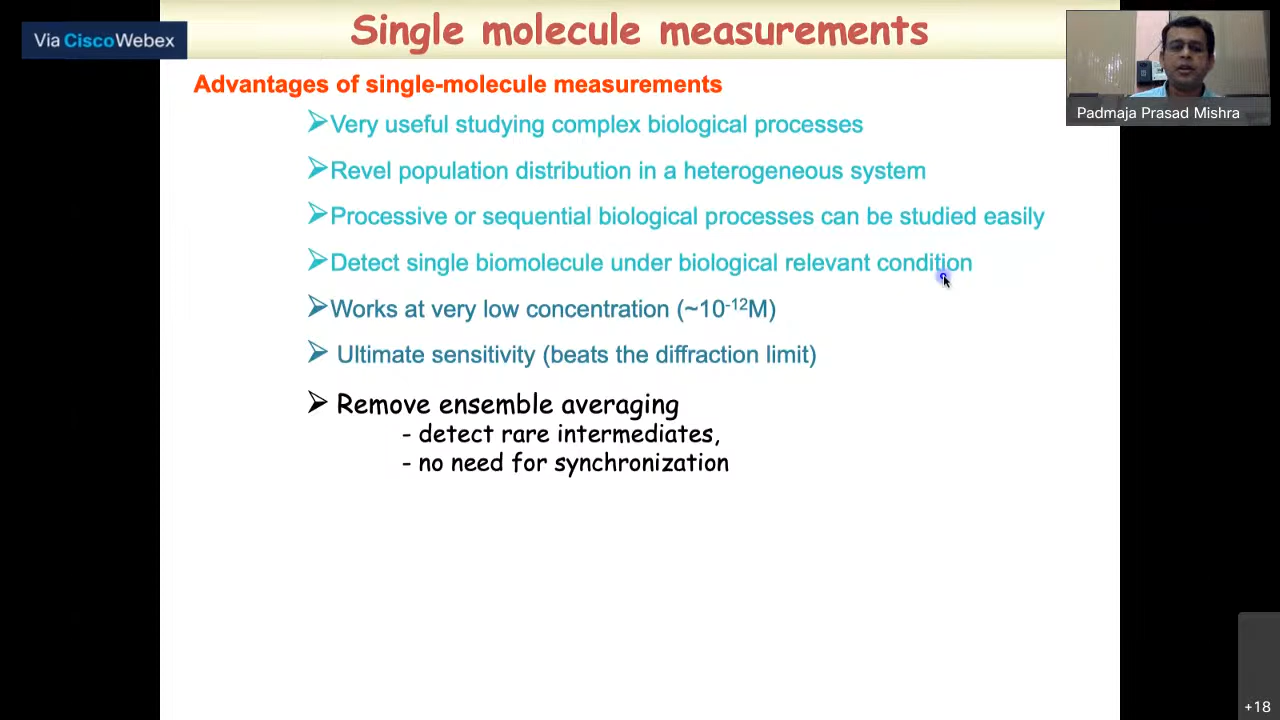 Via CiscoWebex
Single molecule measurements
Padmaja Prasad Mishra
Advantages of single-molecule measurements
➢Very useful studying complex biological processes
➢Revel population distribution in a heterogeneous system
➢Processive or sequential biological processes can be studied easily
➢Detect single biomolecule under biological relevant condition
➢Works at very low concentration (~10⁻¹²M)
➢ Ultimate sensitivity (beats the diffraction limit)
➢ Remove ensemble averaging
- detect rare intermediates,
- no need for synchronization
+18